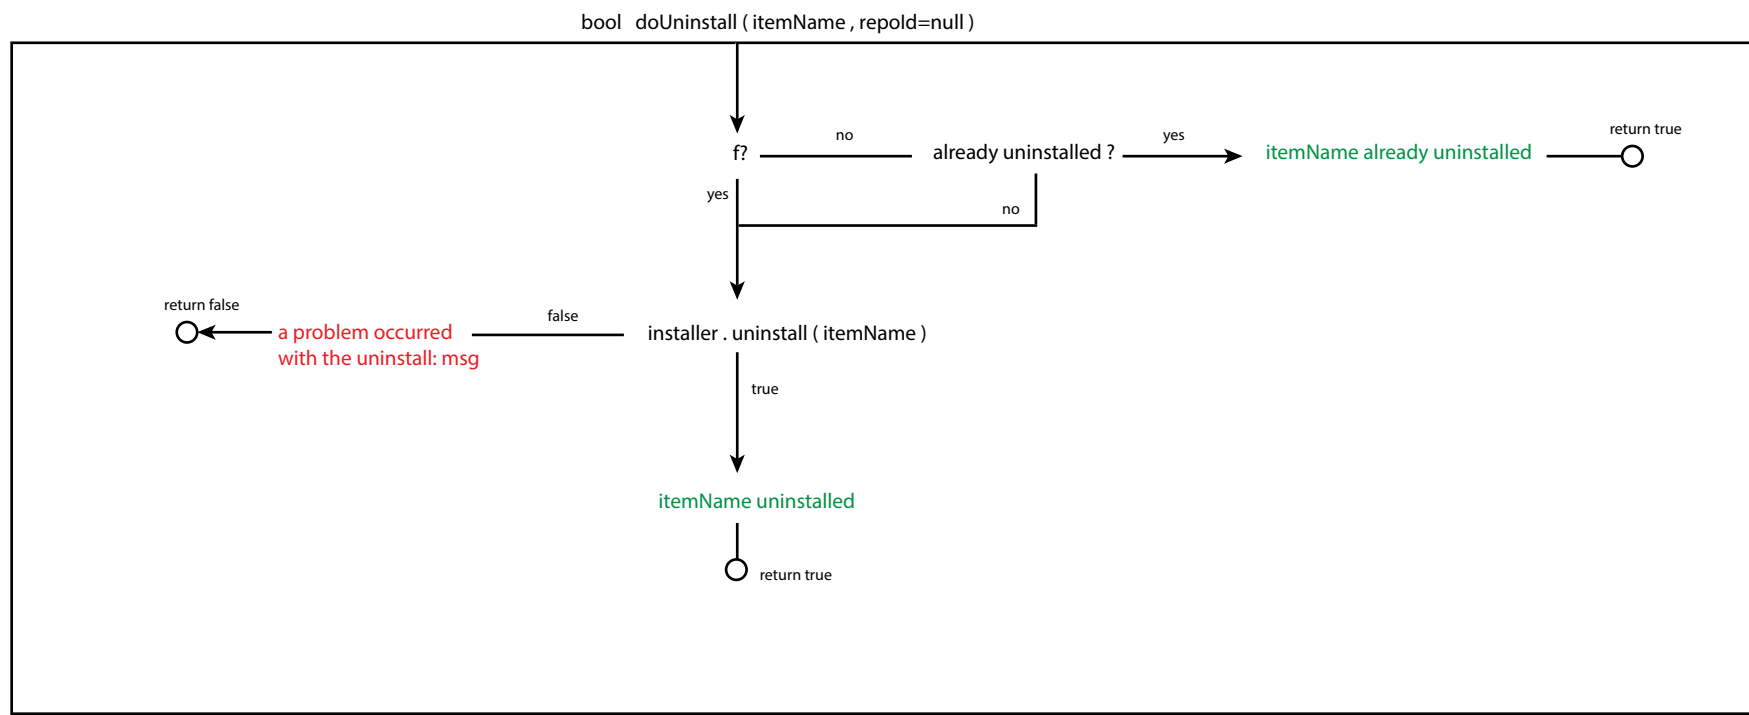 bool doUninstall ( itemName , repoId=null )
no
yes
return true
f?
already uninstalled ?
itemName already uninstalled
yes
no
return false
false
a problem occurred
with the uninstall: msg
installer . uninstall ( itemName )
true
itemName uninstalled
return true